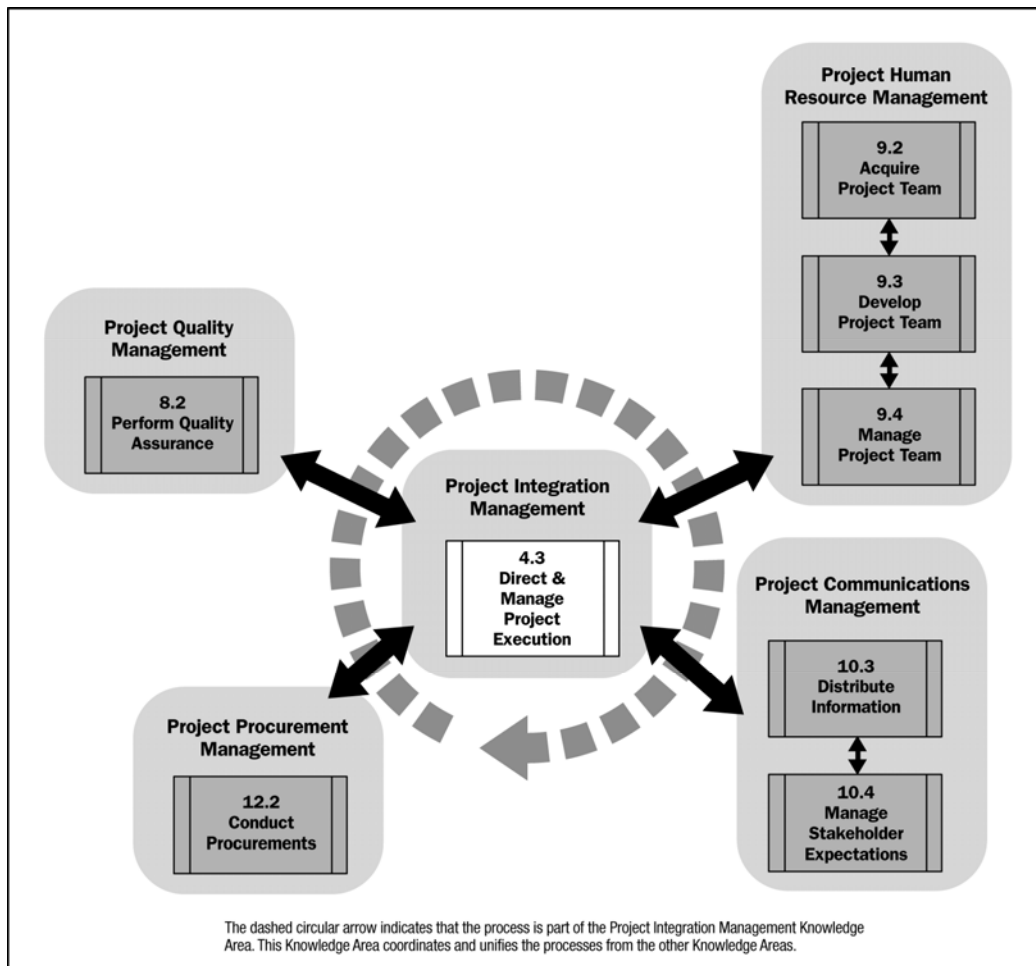 Project Human
Resource Management
9.2
Acquire
Project Team
9.3
Develop
Project Team
9.4
Manage
Project Team
Project Quality
Management
8.2
Perform Quality
Assurance
Project Integration
Management
4.3
Direct &
Manage
Project
Execution
Project Communications
Management
10.3
Distribute
Information
10.4
Manage
Stakeholder
Expectations
Project Procurement
Management
12.2
Conduct
Procurements
The dashed circular arrow indicates that the process is part of the Project Integration Management Knowledge
Area. This Knowledge Area coordinates and unifies the processes from the other Knowledge Areas.